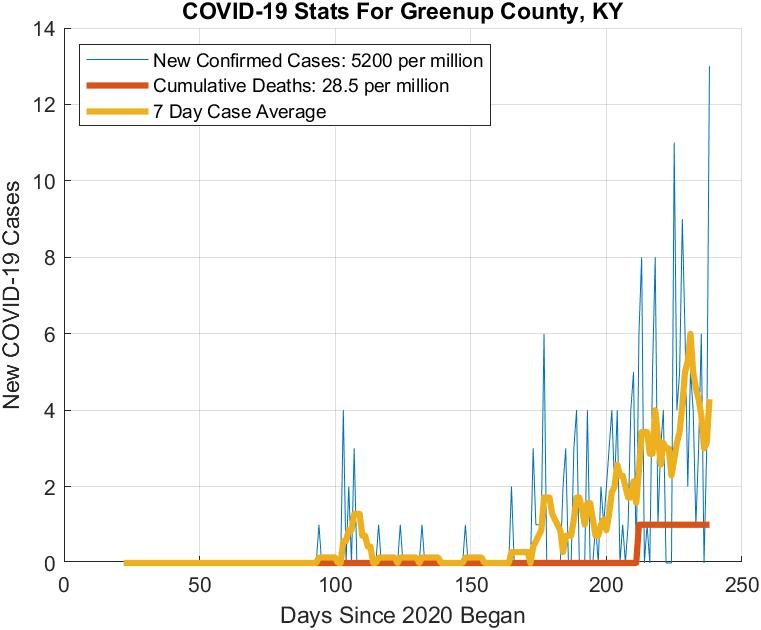 COVID-19 Stats For Greenup County, KY
New Confirmed Cases: 5200 per million
Cumulative Deaths: 28.5 per million
7 Day Case Average
New COVID-19 Cases
14
12
10
8
6
4
2
0
0 50 100 150 200 250
Days Since 2020 Began